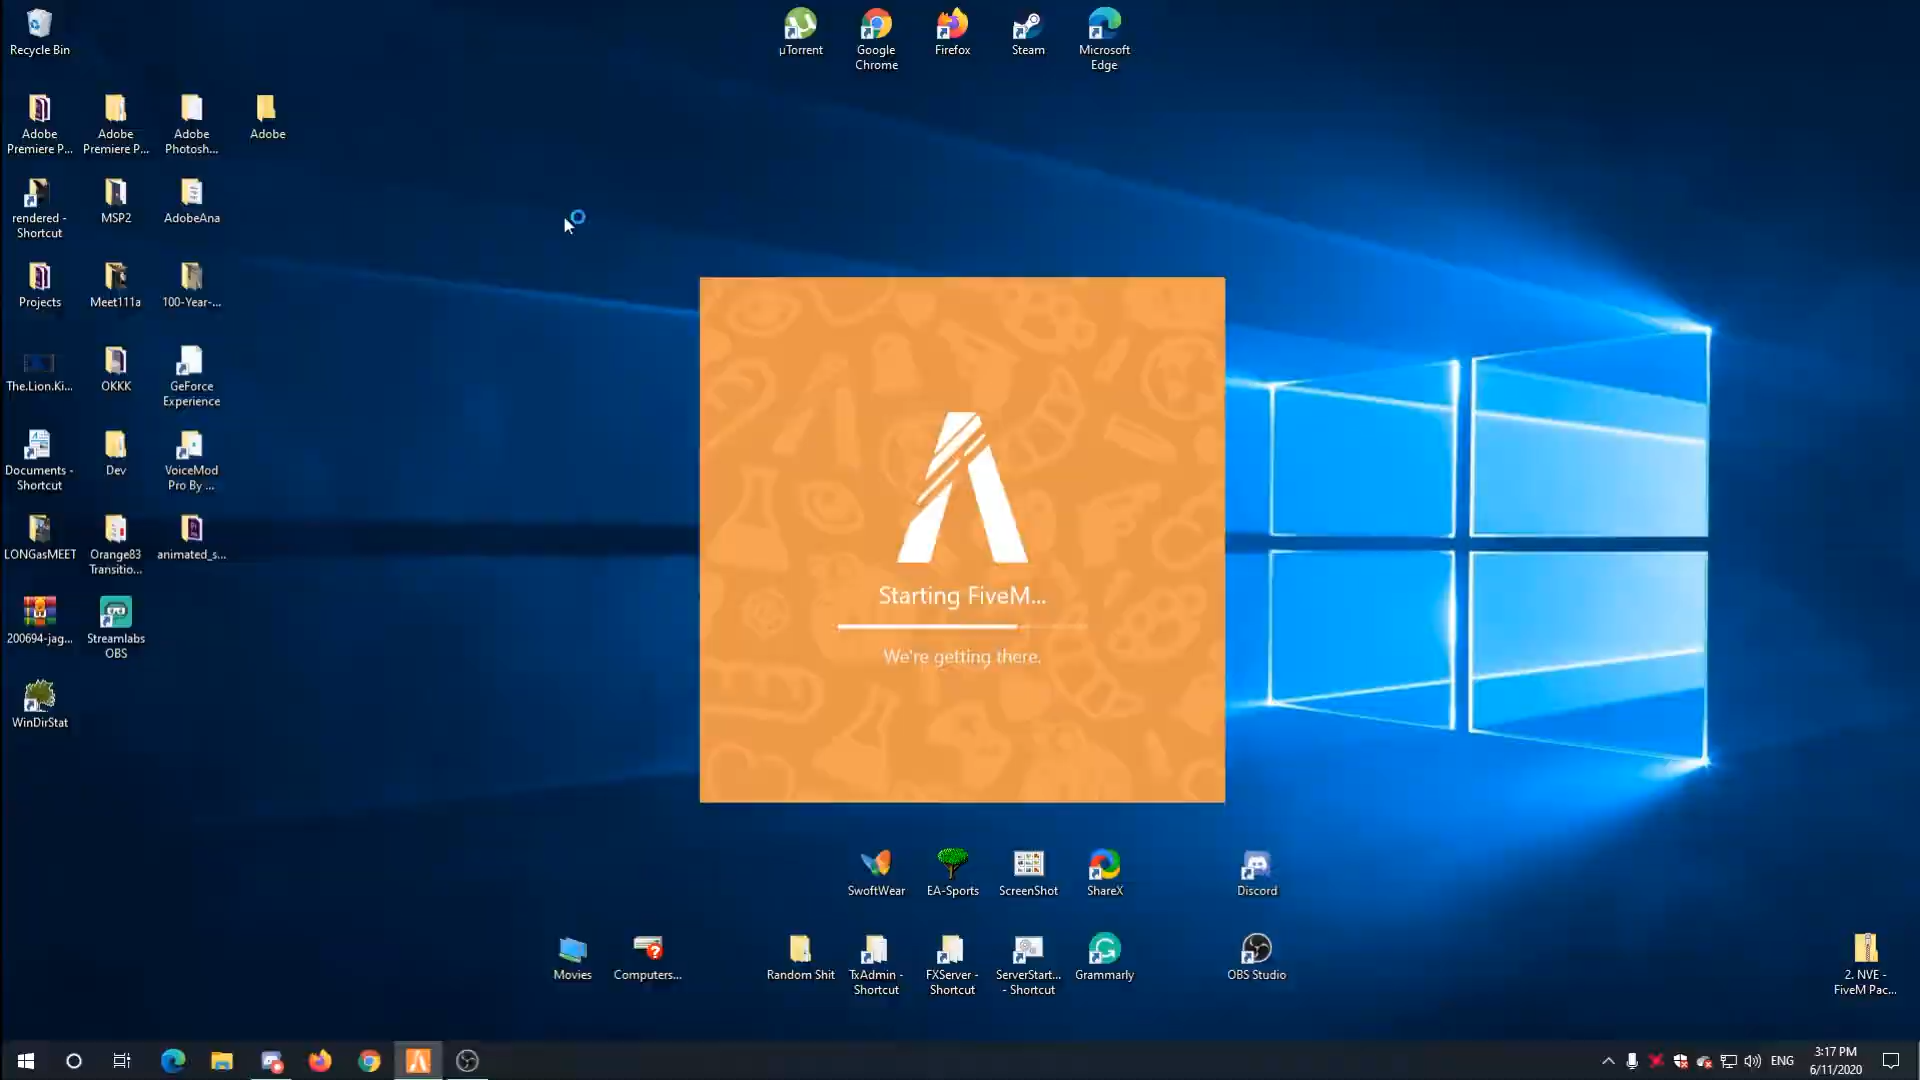 Recycle Bin
µTorrent
Google
Chrome
Firefox
Steam
Microsoft
Edge
Adobe
Premiere P...
Adobe
Premiere P...
Adobe
Photosh...
Adobe
rendered -
Shortcut
MSP2
AdobeAna
Projects
Meet111a
100-Year-...
The.Lion.Ki...
OKKK
GeForce
Experience
Documents -
Shortcut
Dev
VoiceMod
Pro By ...
LONGasMEET
Orange83
Transitio...
animated_s...
200694-jag...
Streamlabs
OBS
WinDirStat
Starting FiveM...
We're getting there.
SwoftWear
EA-Sports
ScreenShot
ShareX
Discord
Movies
Computers...
Random Shit
TxAdmin -
Shortcut
FXServer -
Shortcut
ServerStart...
- Shortcut
Grammarly
OBS Studio
2. NVE -
FiveM Pac...
ENG
3:17 PM
6/11/2020